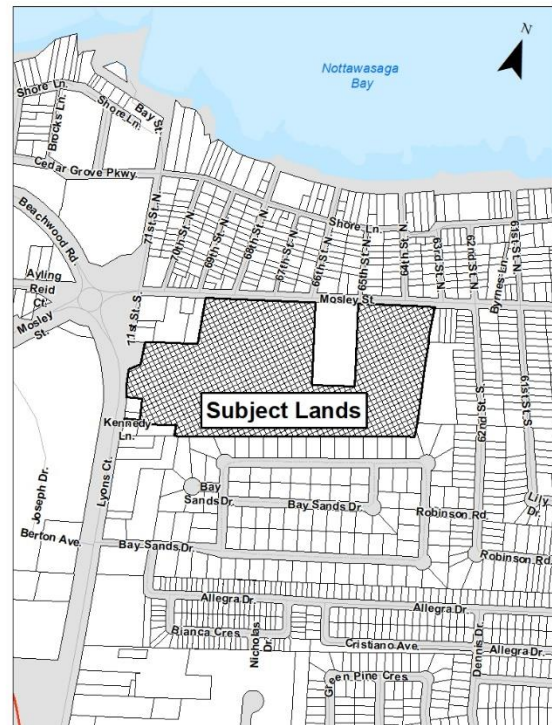 N
Nottawasaga
Bay
Shore Ln.
Brocks Ln.
Shore Ln.
Bay St.
Cedar Grove Pkwy.
71st St. N.
70th St. N.
69th St. N.
68th St. N.
67th St. N.
66th St. N.
65th St. N.
64th St. N.
63rd St. N.
62nd St. N.
Byrnes Ln.
61st St. N.
Shore Ln.
Beachwood Rd
Ayling
Reid
Ct.
Mosley
St.
71st St. S.
Mosley St.
Subject Lands
Kennedy
Ln.
62nd St. S.
61st St. S.
Lily
Dr.
Joseph Dr.
Lyons Ct.
Bay
Sands Dr.
Bay Sands Dr.
Robinson Rd.
Berton Ave.
Bay Sands Dr.
Robinson Rd.
Allegra Dr.
Allegra Dr.
Bianca Cres
Nicholas
Dr.
Cristiano Ave.
Dennis Dr.
Allegra Dr.
Green Pine Cres